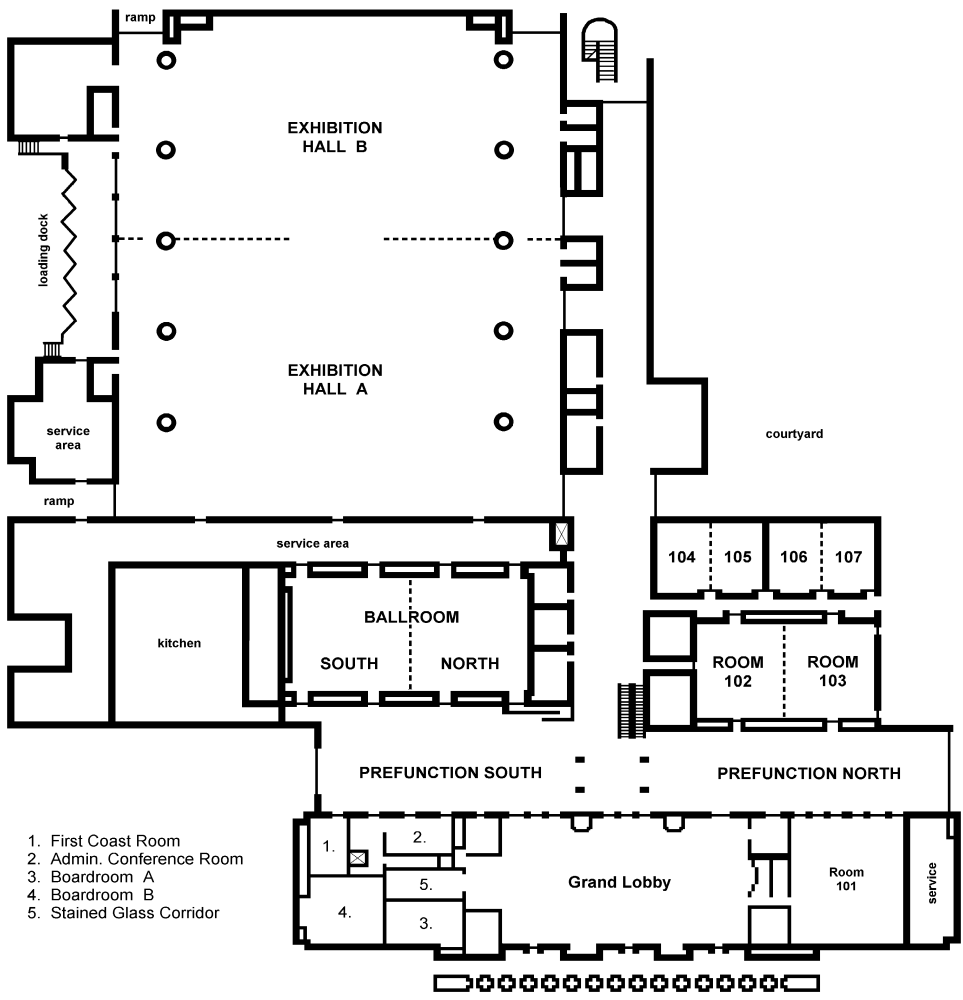 ramp
EXHIBITION
HALL B
loading dock
EXHIBITION
HALL A
service
area
courtyard
ramp
service area
104
105
106
107
BALLROOM
kitchen
SOUTH
NORTH
ROOM
102
ROOM
103
PREFUNCTION SOUTH
PREFUNCTION NORTH
1. First Coast Room
2. Admin. Conference Room
3. Boardroom A
4. Boardroom B
5. Stained Glass Corridor
1.
2.
5.
4.
3.
Grand Lobby
Room
101
service